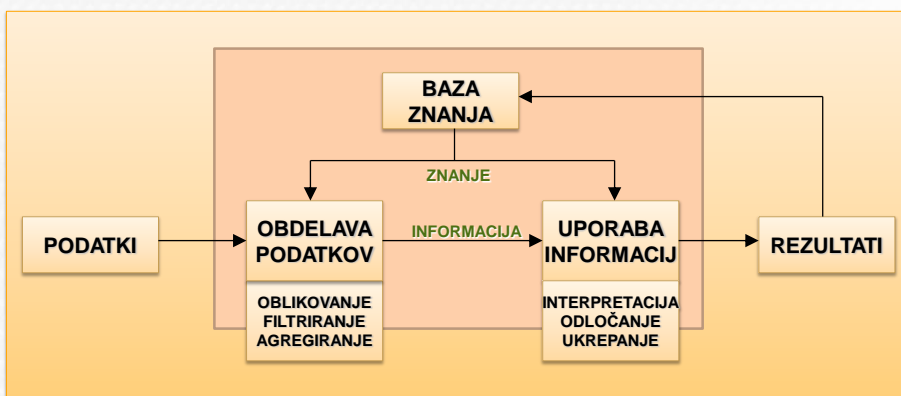 BAZA
ZNANJA
ZNANJE
PODATKI
OBDELAVA
PODATKOV
INFORMACIJA
UPORABA
INFORMACIJ
REZULTATI
OBLIKOVANJE
FILTRIRANJE
AGREGIRANJE
INTERPRETACIJA
ODLOČANJE
UKREPANJE